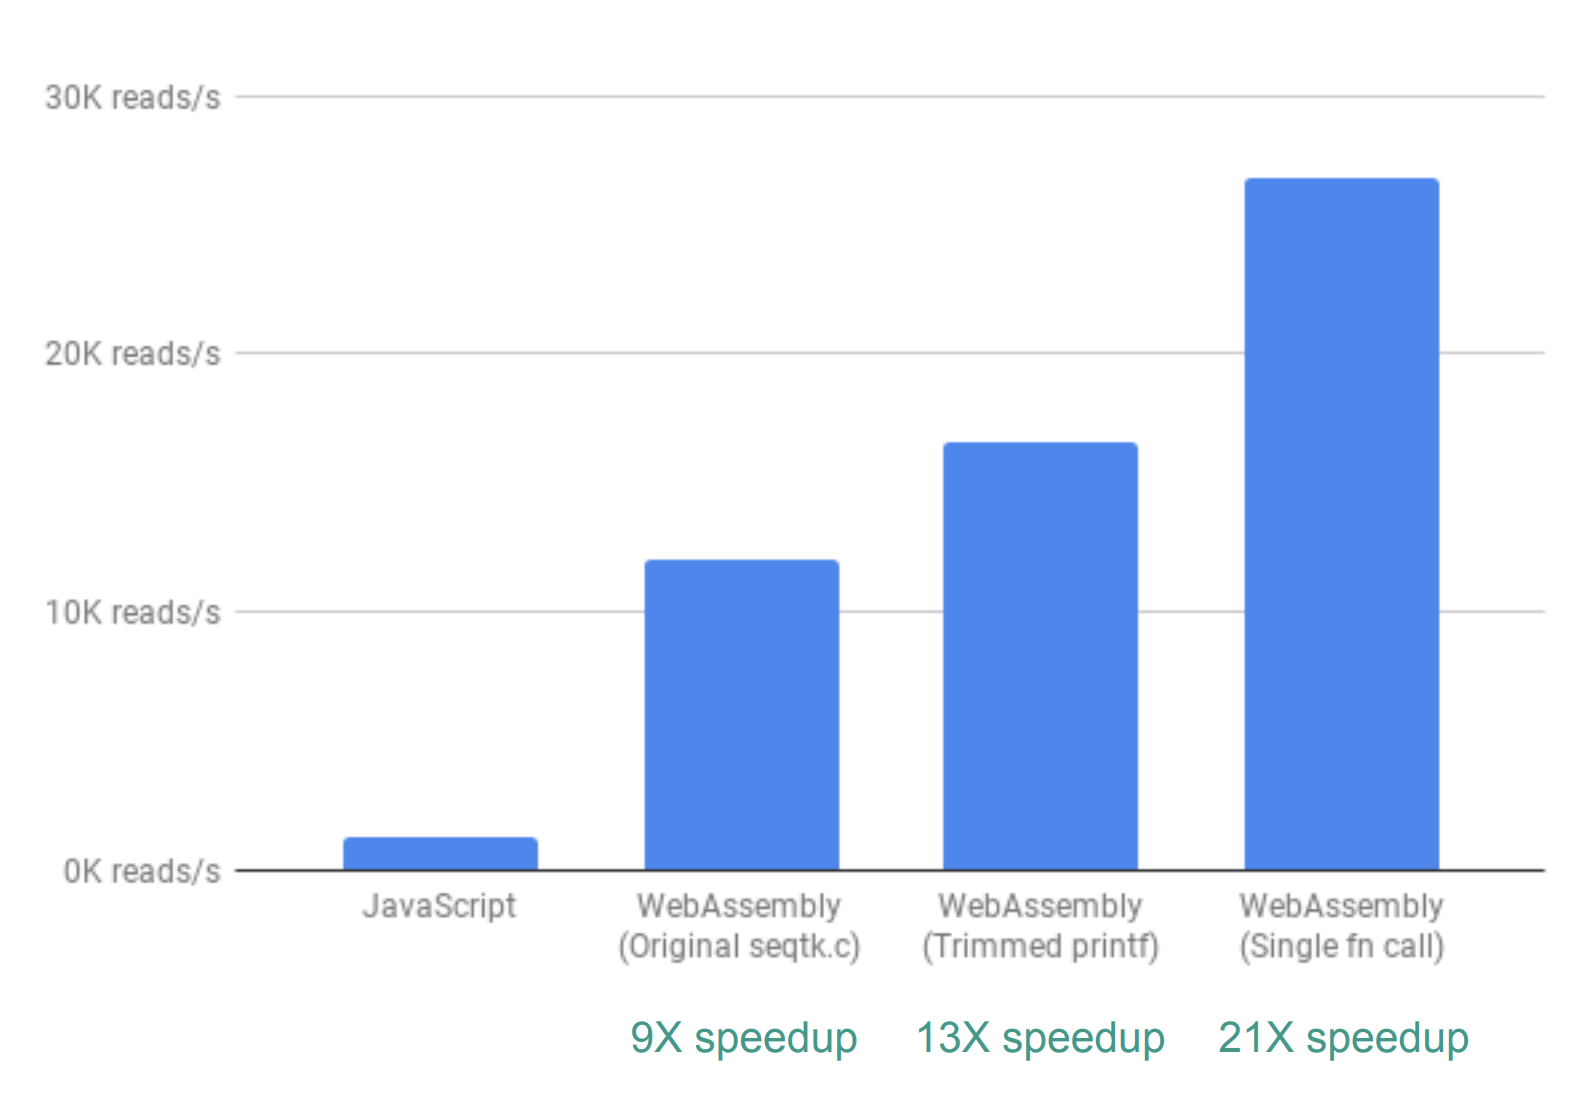 30K reads/s
20K reads/s
10K reads/s
0K reads/s
JavaScript
WebAssembly
(Original seqtk.c)
WebAssembly
(Trimmed printf)
WebAssembly
(Single fn call)
9X speedup
13X speedup
21X speedup